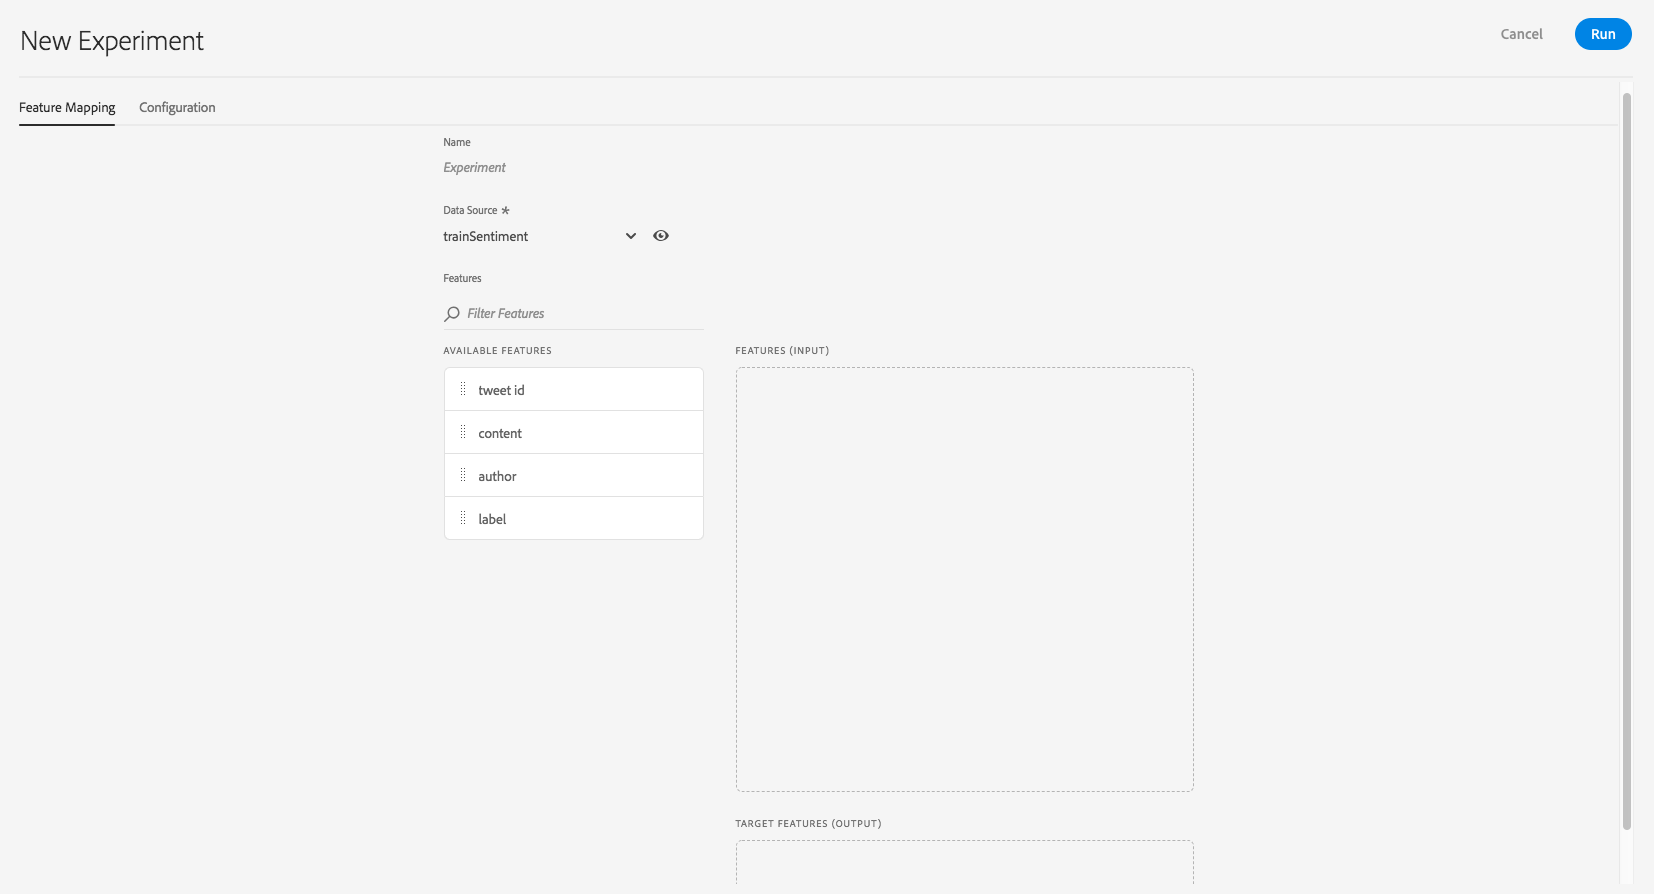 New Experiment
Cancel
Run
Feature Mapping
Configuration
Name
Experiment
Data Source *
trainSentiment
Features
Filter Features
AVAILABLE FEATURES
FEATURES (INPUT)
tweet id
content
author
label
TARGET FEATURES (OUTPUT)